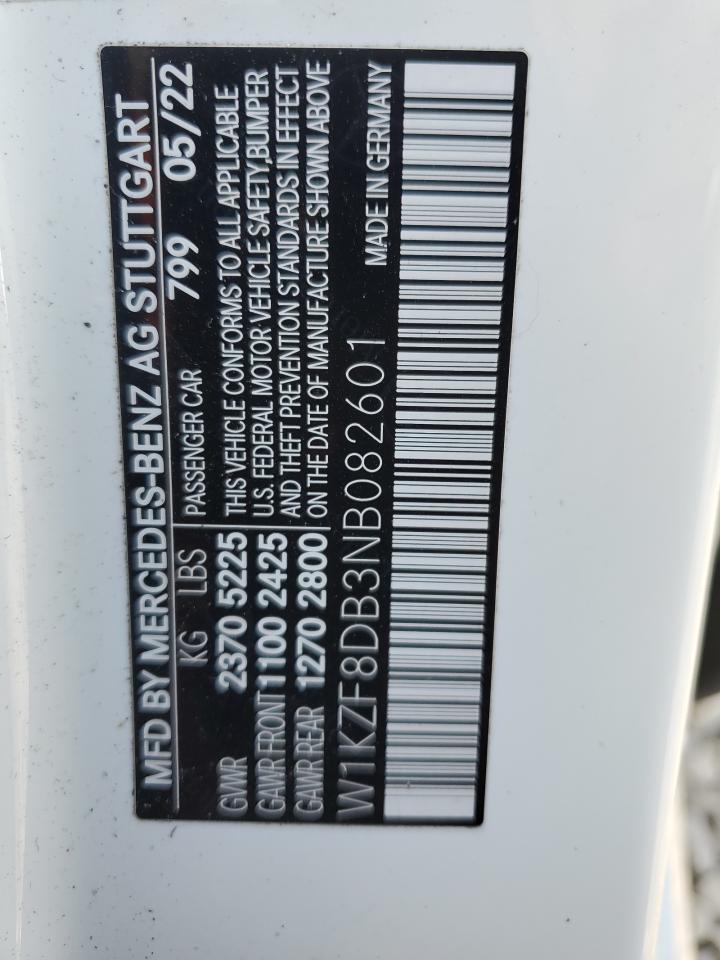 MFD BY MERCEDES-BENZ AG STUTTGART
KG LBS PASSENGER CAR 799 05/22
GVWR 2370 5225
GAWR FRONT 1100 2425
GAWR REAR 1270 2800
THIS VEHICLE CONFORMS TO ALL APPLICABLE
U.S. FEDERAL MOTOR VEHICLE SAFETY,BUMPER
AND THEFT PREVENTION STANDARDS IN EFFECT
ON THE DATE OF MANUFACTURE SHOWN ABOVE
W1KZF8DB3NB082601 MADE IN GERMANY